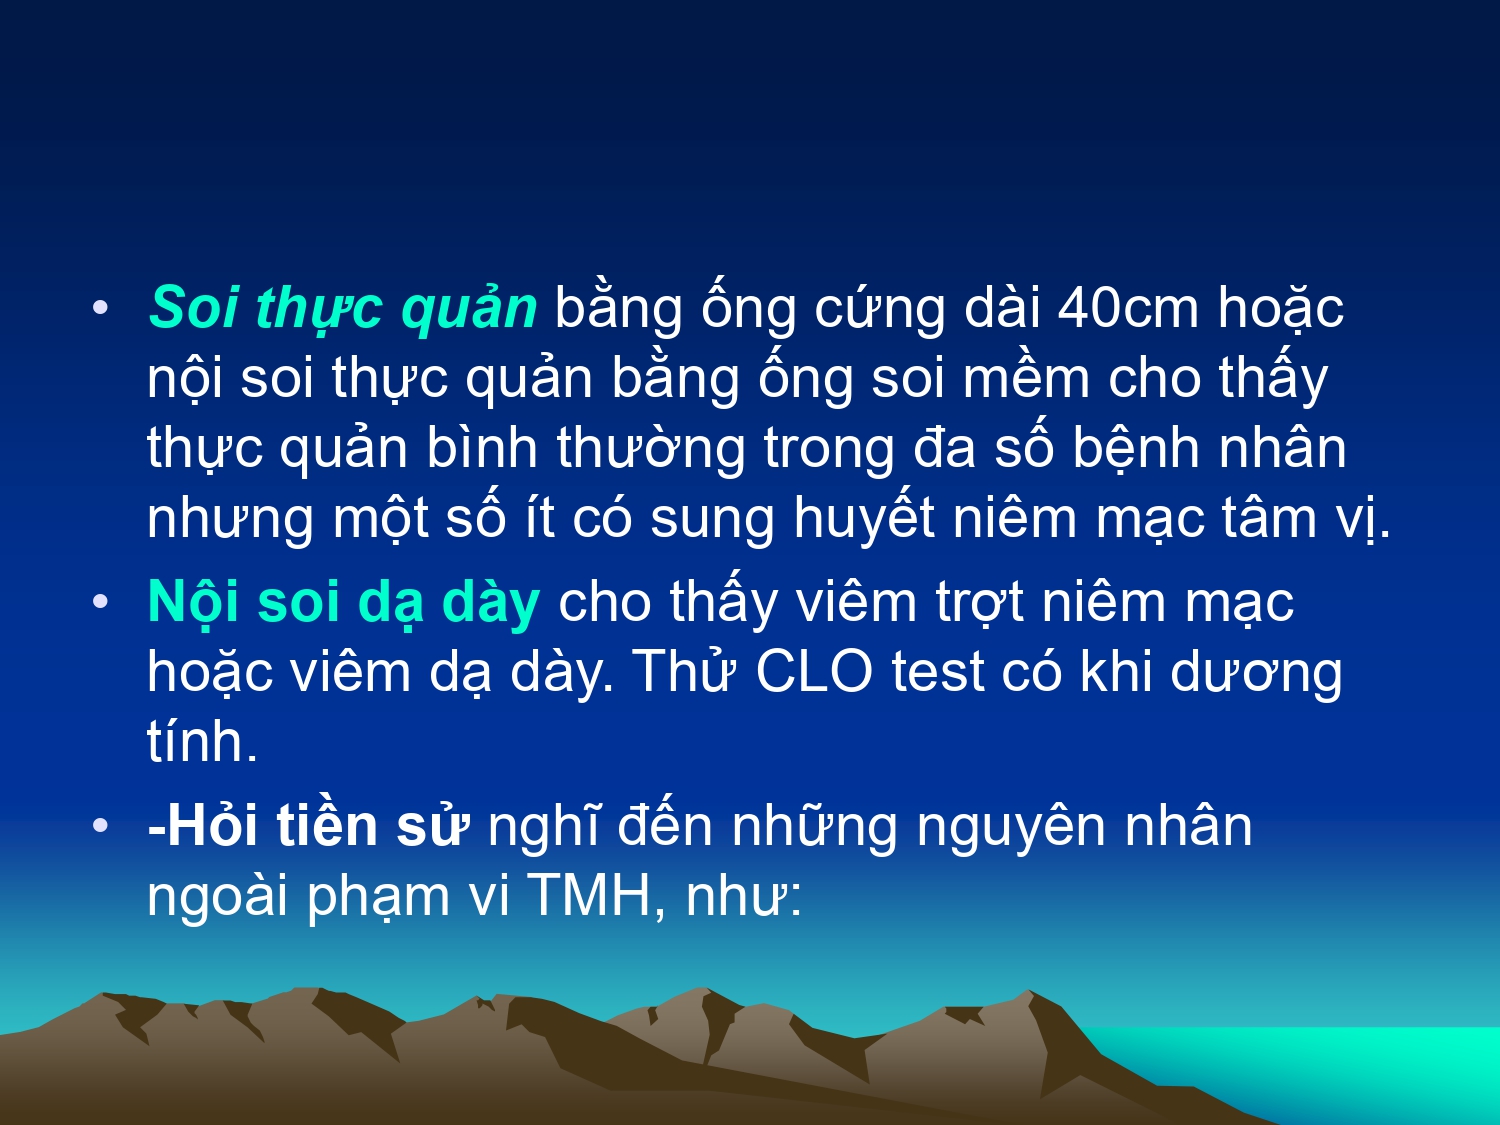 • Soi thực quản bằng ống cứng dài 40cm hoặc
nội soi thực quản bằng ống soi mềm cho thấy
thực quản bình thường trong đa số bệnh nhân
nhưng một số ít có sung huyết niêm mạc tâm vị.
• Nội soi dạ dày cho thấy viêm trợt niêm mạc
hoặc viêm dạ dày. Thử CLO test có khi dương
tính.
• -Hỏi tiền sử nghĩ đến những nguyên nhân
ngoài phạm vi TMH, như: